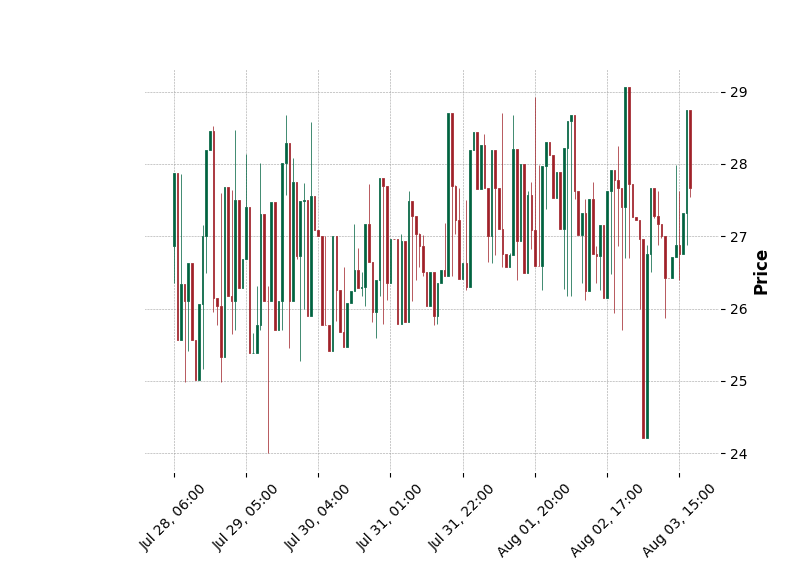 29
28
27
26
25
24
Price
Jul 28, 06:00
Jul 29, 05:00
Jul 30, 04:00
Jul 31, 01:00
Jul 31, 22:00
Aug 01, 20:00
Aug 02, 17:00
Aug 03, 15:00